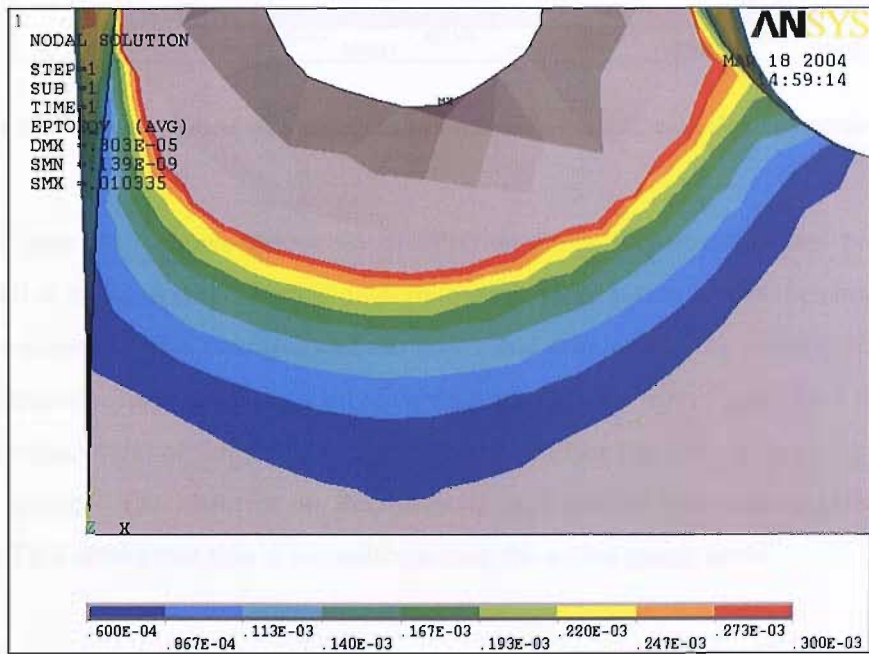 1
ANSYS
NODAL SOLUTION
STEP=1
SUB =1
TIME=1
EPTOEQV (AVG)
DMX =.803E-05
SMN =.139E-09
SMX =.010335
MAR 18 2004
14:59:14
MX
Z X
.600E-04 .113E-03 .167E-03 .220E-03 .273E-03
.867E-04 .140E-03 .193E-03 .247E-03 .300E-03